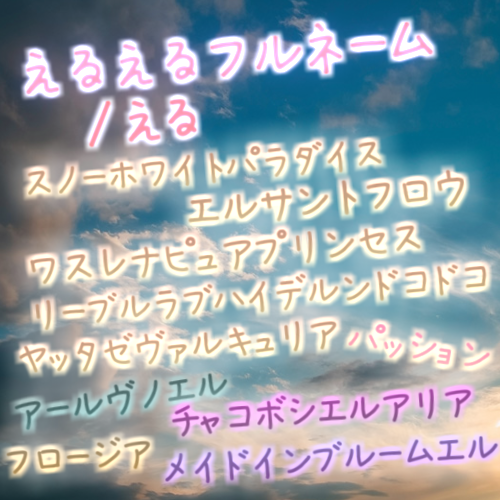 えるえるフルネーム
/える
スノーホワイトパラダイス
エルサントフロウ
ワスレナピュアプリンセス
リーブルラブハイデルンドコドコ
ヤッタゼヴァルキュリアパッション
アールヴノエル
チャコボシエルアリア
フロージア
メイドインブルームエル